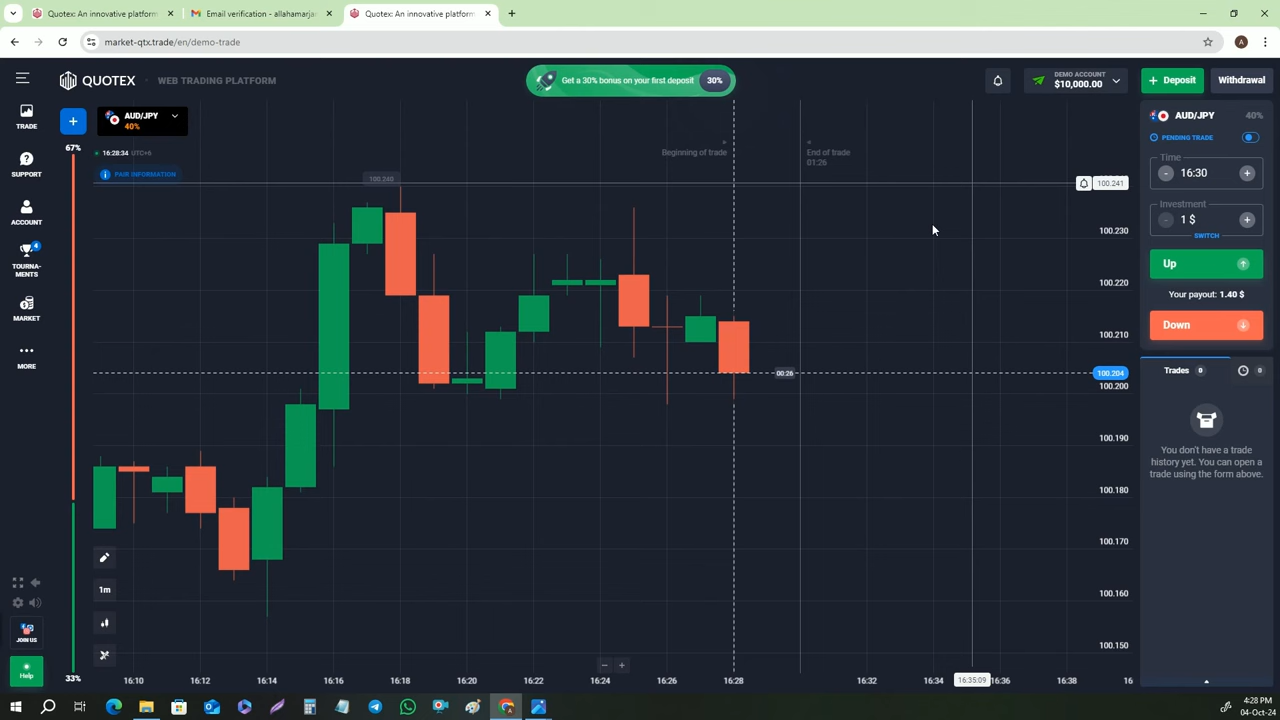 Quotex: An innovative platform
Email verification - allahamarjar
Quotex: An innovative platform
market-qtx.trade/en/demo-trade
A
QUOTEX
WEB TRADING PLATFORM
Get a 30% bonus on your first deposit
30%
DEMO ACCOUNT
$10,000.00
+ Deposit
Withdrawal
TRADE
SUPPORT
ACCOUNT
4
TOURNA-
MENTS
MARKET
MORE
JOIN US
Help
+
AUD/JPY
40%
67%
33%
16:28:34 UTC+6
PAIR INFORMATION
Beginning of trade
End of trade
01:26
100.240
100.241
100.230
100.220
100.210
100.204
100.200
100.190
100.180
100.170
100.160
100.150
00:26
1m
16:10
16:12
16:14
16:16
16:18
16:20
16:22
16:24
16:26
16:28
16:32
16:34
16:35:09
16:36
16:38
16
AUD/JPY
40%
PENDING TRADE
Time
- 16:30 +
Investment
- 1 $ +
SWITCH
Up
Your payout: 1.40 $
Down
Trades 0
0
You don't have a trade
history yet. You can open a
trade using the form above.
4:28 PM
04-Oct-24